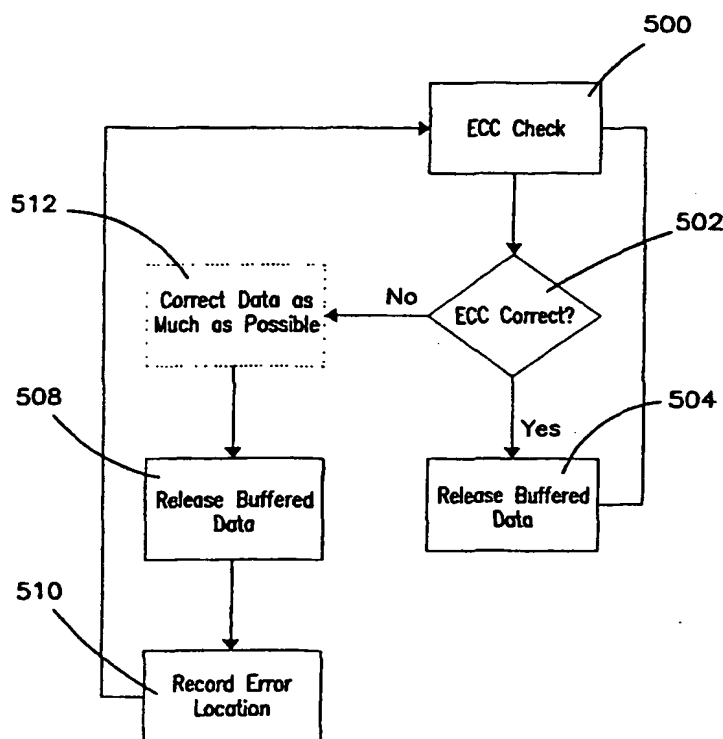 500
ECC Check
512
502
Correct Data as
Much as Possible
No
ECC Correct?
508
Yes
504
Release Buffered
Data
Release Buffered
Data
510
Record Error
Location